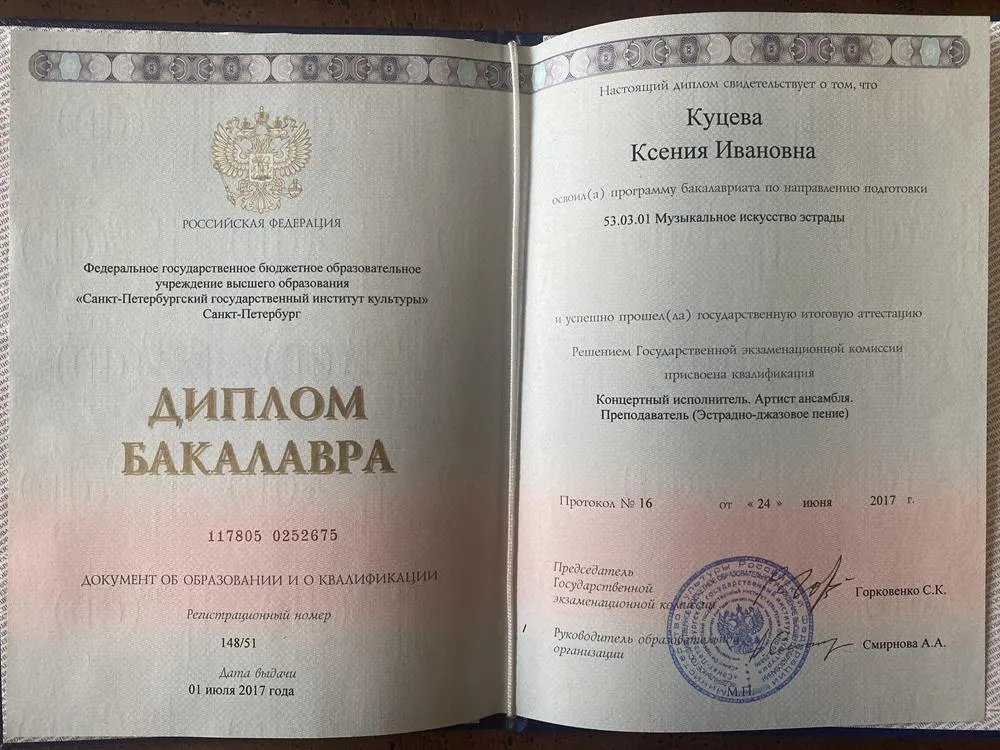 РОССИЙСКАЯ ФЕДЕРАЦИЯ
Федеральное государственное бюджетное образовательное
учреждение высшего образования
«Санкт-Петербургский государственный институт культуры»
Санкт-Петербург
ДИПЛОМ
БАКАЛАВРА
117805 0252675
ДОКУМЕНТ ОБ ОБРАЗОВАНИИ И О КВАЛИФИКАЦИИ
Регистрационный номер
148/51
Дата выдачи
01 июля 2017 года
Настоящий диплом свидетельствует о том, что
Куцева
Ксения Ивановна
освоил(а) программу бакалавриата по направлению подготовки
53.03.01 Музыкальное искусство эстрады
и успешно прошел(ла) государственную итоговую аттестацию
Решением Государственной экзаменационной комиссии
присвоена квалификация
Концертный исполнитель. Артист ансамбля.
Преподаватель (Эстрадно-джазовое пение)
Протокол № 16 от « 24 » июня 2017 г.
Председатель
Государственной
экзаменационной комиссии
Горковенко С.К.
Руководитель образовательной
организации
Смирнова А.А.
М.П.